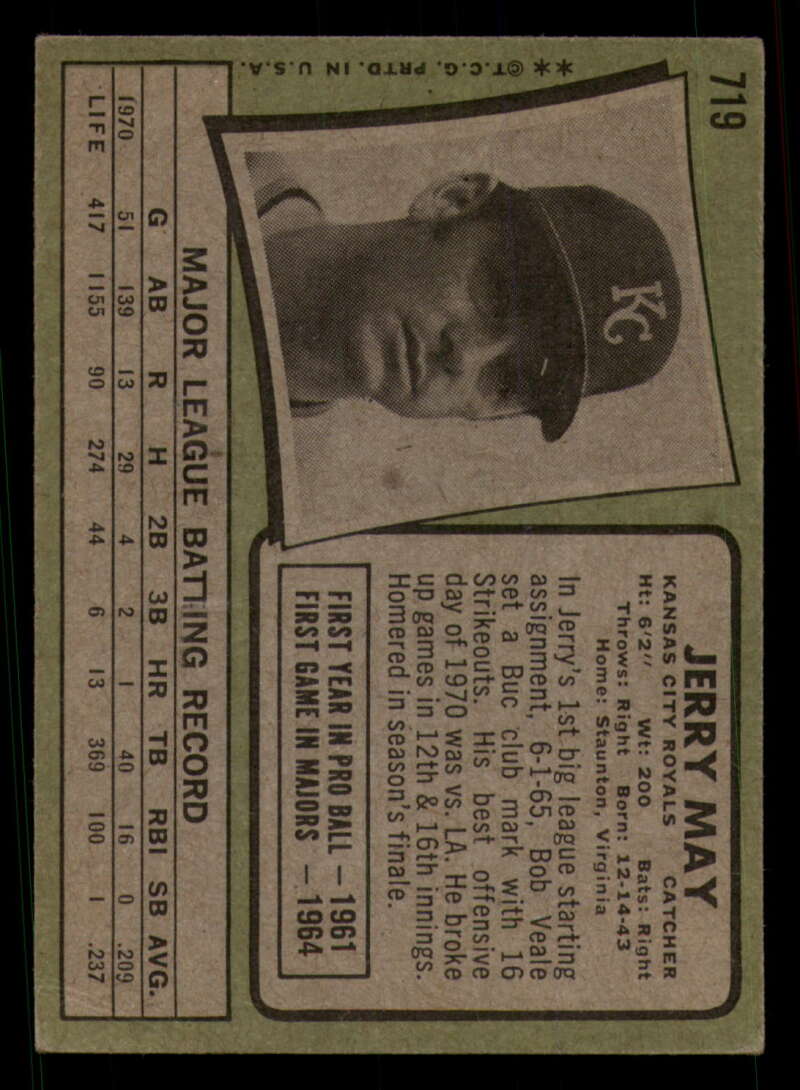 719
**©T.C.G. PRTD. IN U.S.A.
KC
JERRY MAY
KANSAS CITY ROYALS CATCHER
Ht: 6'2" Wt: 200 Bats: Right
Throws: Right Born: 12-14-43
Home: Staunton, Virginia
In Jerry's 1st big league starting
assignment, 6-1-65, Bob Veale
set a Buc club mark with 16
Strikeouts. His best offensive
day of 1970 was vs. LA. He broke
up games in 12th & 16th innings.
Homered in season's finale.
FIRST YEAR IN PRO BALL — 1961
FIRST GAME IN MAJORS — 1964
MAJOR LEAGUE BATTING RECORD
G AB R H 2B 3B HR TB RBI SB AVG.
1970 51 139 13 29 4 2 1 40 16 0 .209
LIFE 417 1155 90 274 44 6 13 369 100 1 .237